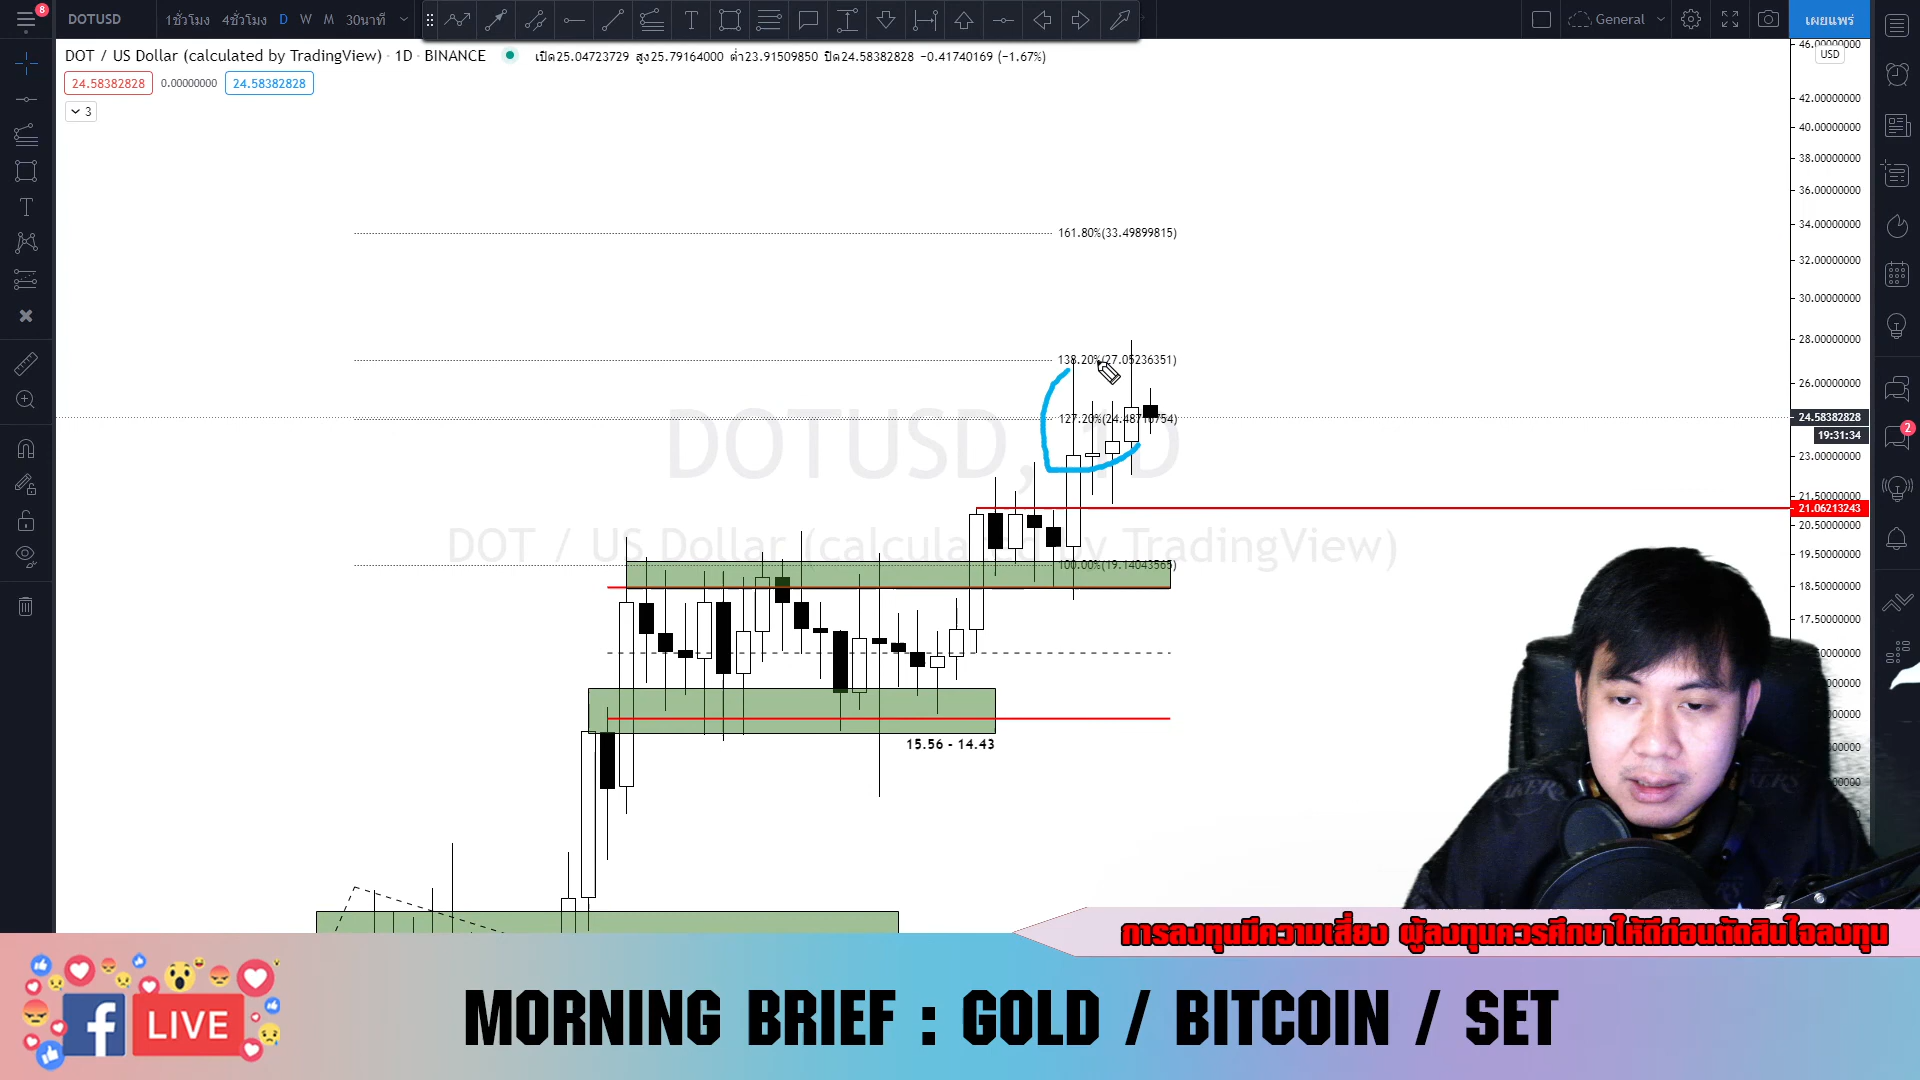 8
DOTUSD
1ชั่วโมง 4ชั่วโมง D W M 30นาที
General
เผยแพร่
DOT / US Dollar (calculated by TradingView) · 1D · BINANCE
เปิด25.04723729 สูง25.79164000 ต่ำ23.91509850 ปิด24.58382828 −0.41740169 (−1.67%)
24.58382828 0.00000000 24.58382828
3
46.00000000
USD
42.00000000
40.00000000
38.00000000
36.00000000
34.00000000
32.00000000
30.00000000
28.00000000
26.00000000
24.58382828
19:31:34
23.00000000
21.50000000
21.06213243
20.50000000
19.50000000
18.50000000
17.50000000
2
161.80%(33.49899815)
138.20%(27.05236351)
100.00%(19.14043565)
DOTUSD, 1D
DOT / US Dollar (calculated by TradingView)
15.56 - 14.43
การลงทุนมีความเสี่ยง ผู้ลงทุนควรศึกษาให้ดีก่อนตัดสินใจลงทุน
f LIVE
MORNING BRIEF : GOLD / BITCOIN / SET